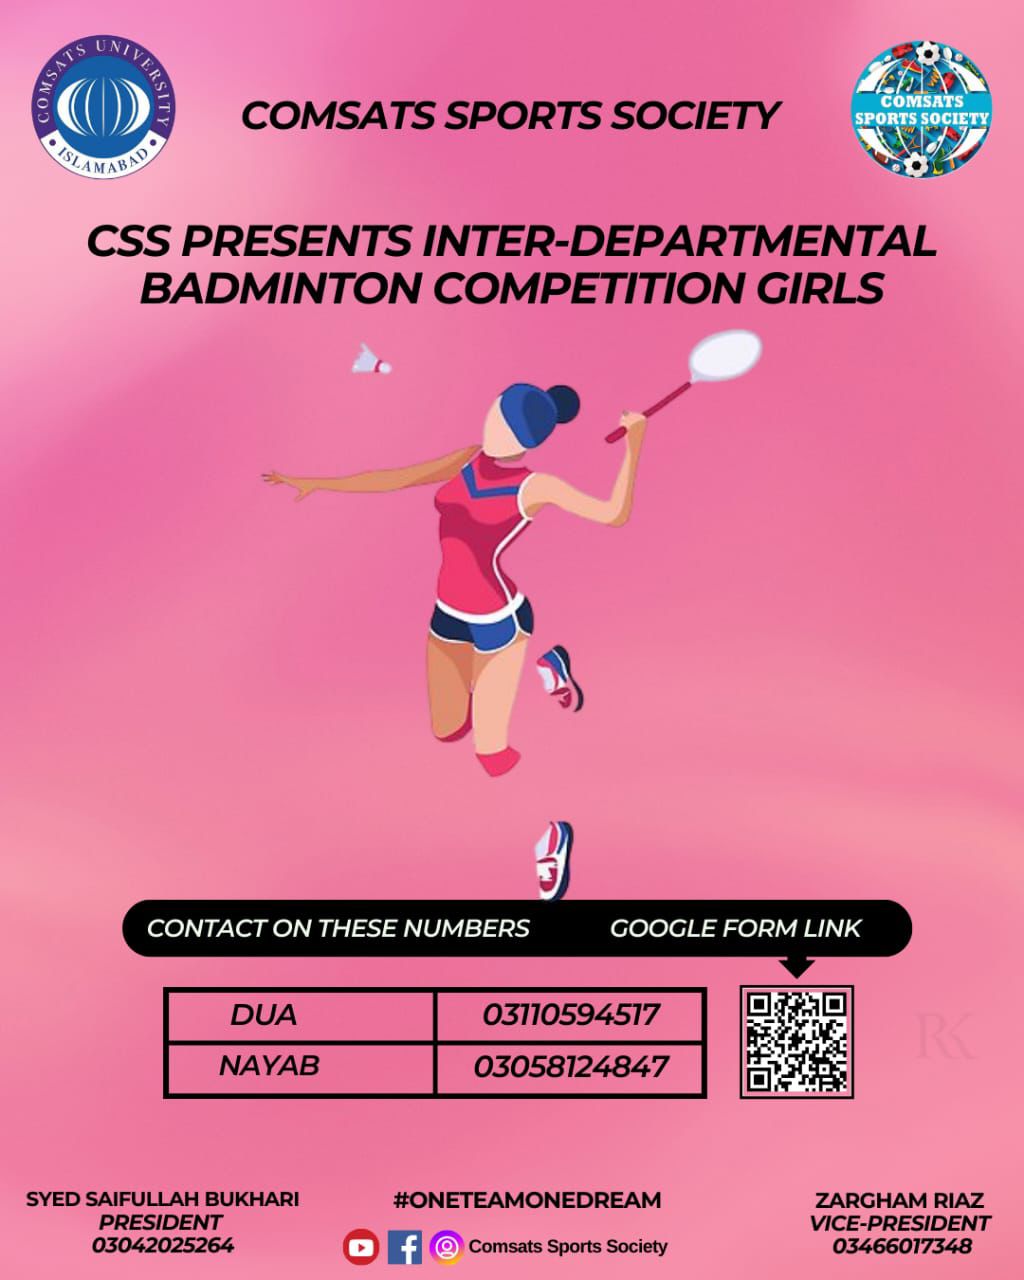 COMSATS UNIVERSITY
ISLAMABAD
COMSATS SPORTS SOCIETY
COMSATS
SPORTS SOCIETY
CSS PRESENTS INTER-DEPARTMENTAL
BADMINTON COMPETITION GIRLS
CONTACT ON THESE NUMBERS
GOOGLE FORM LINK
DUA 03110594517
NAYAB 03058124847
RK
SYED SAIFULLAH BUKHARI
PRESIDENT
03042025264
#ONETEAMONEDREAM
Comsats Sports Society
ZARGHAM RIAZ
VICE-PRESIDENT
03466017348